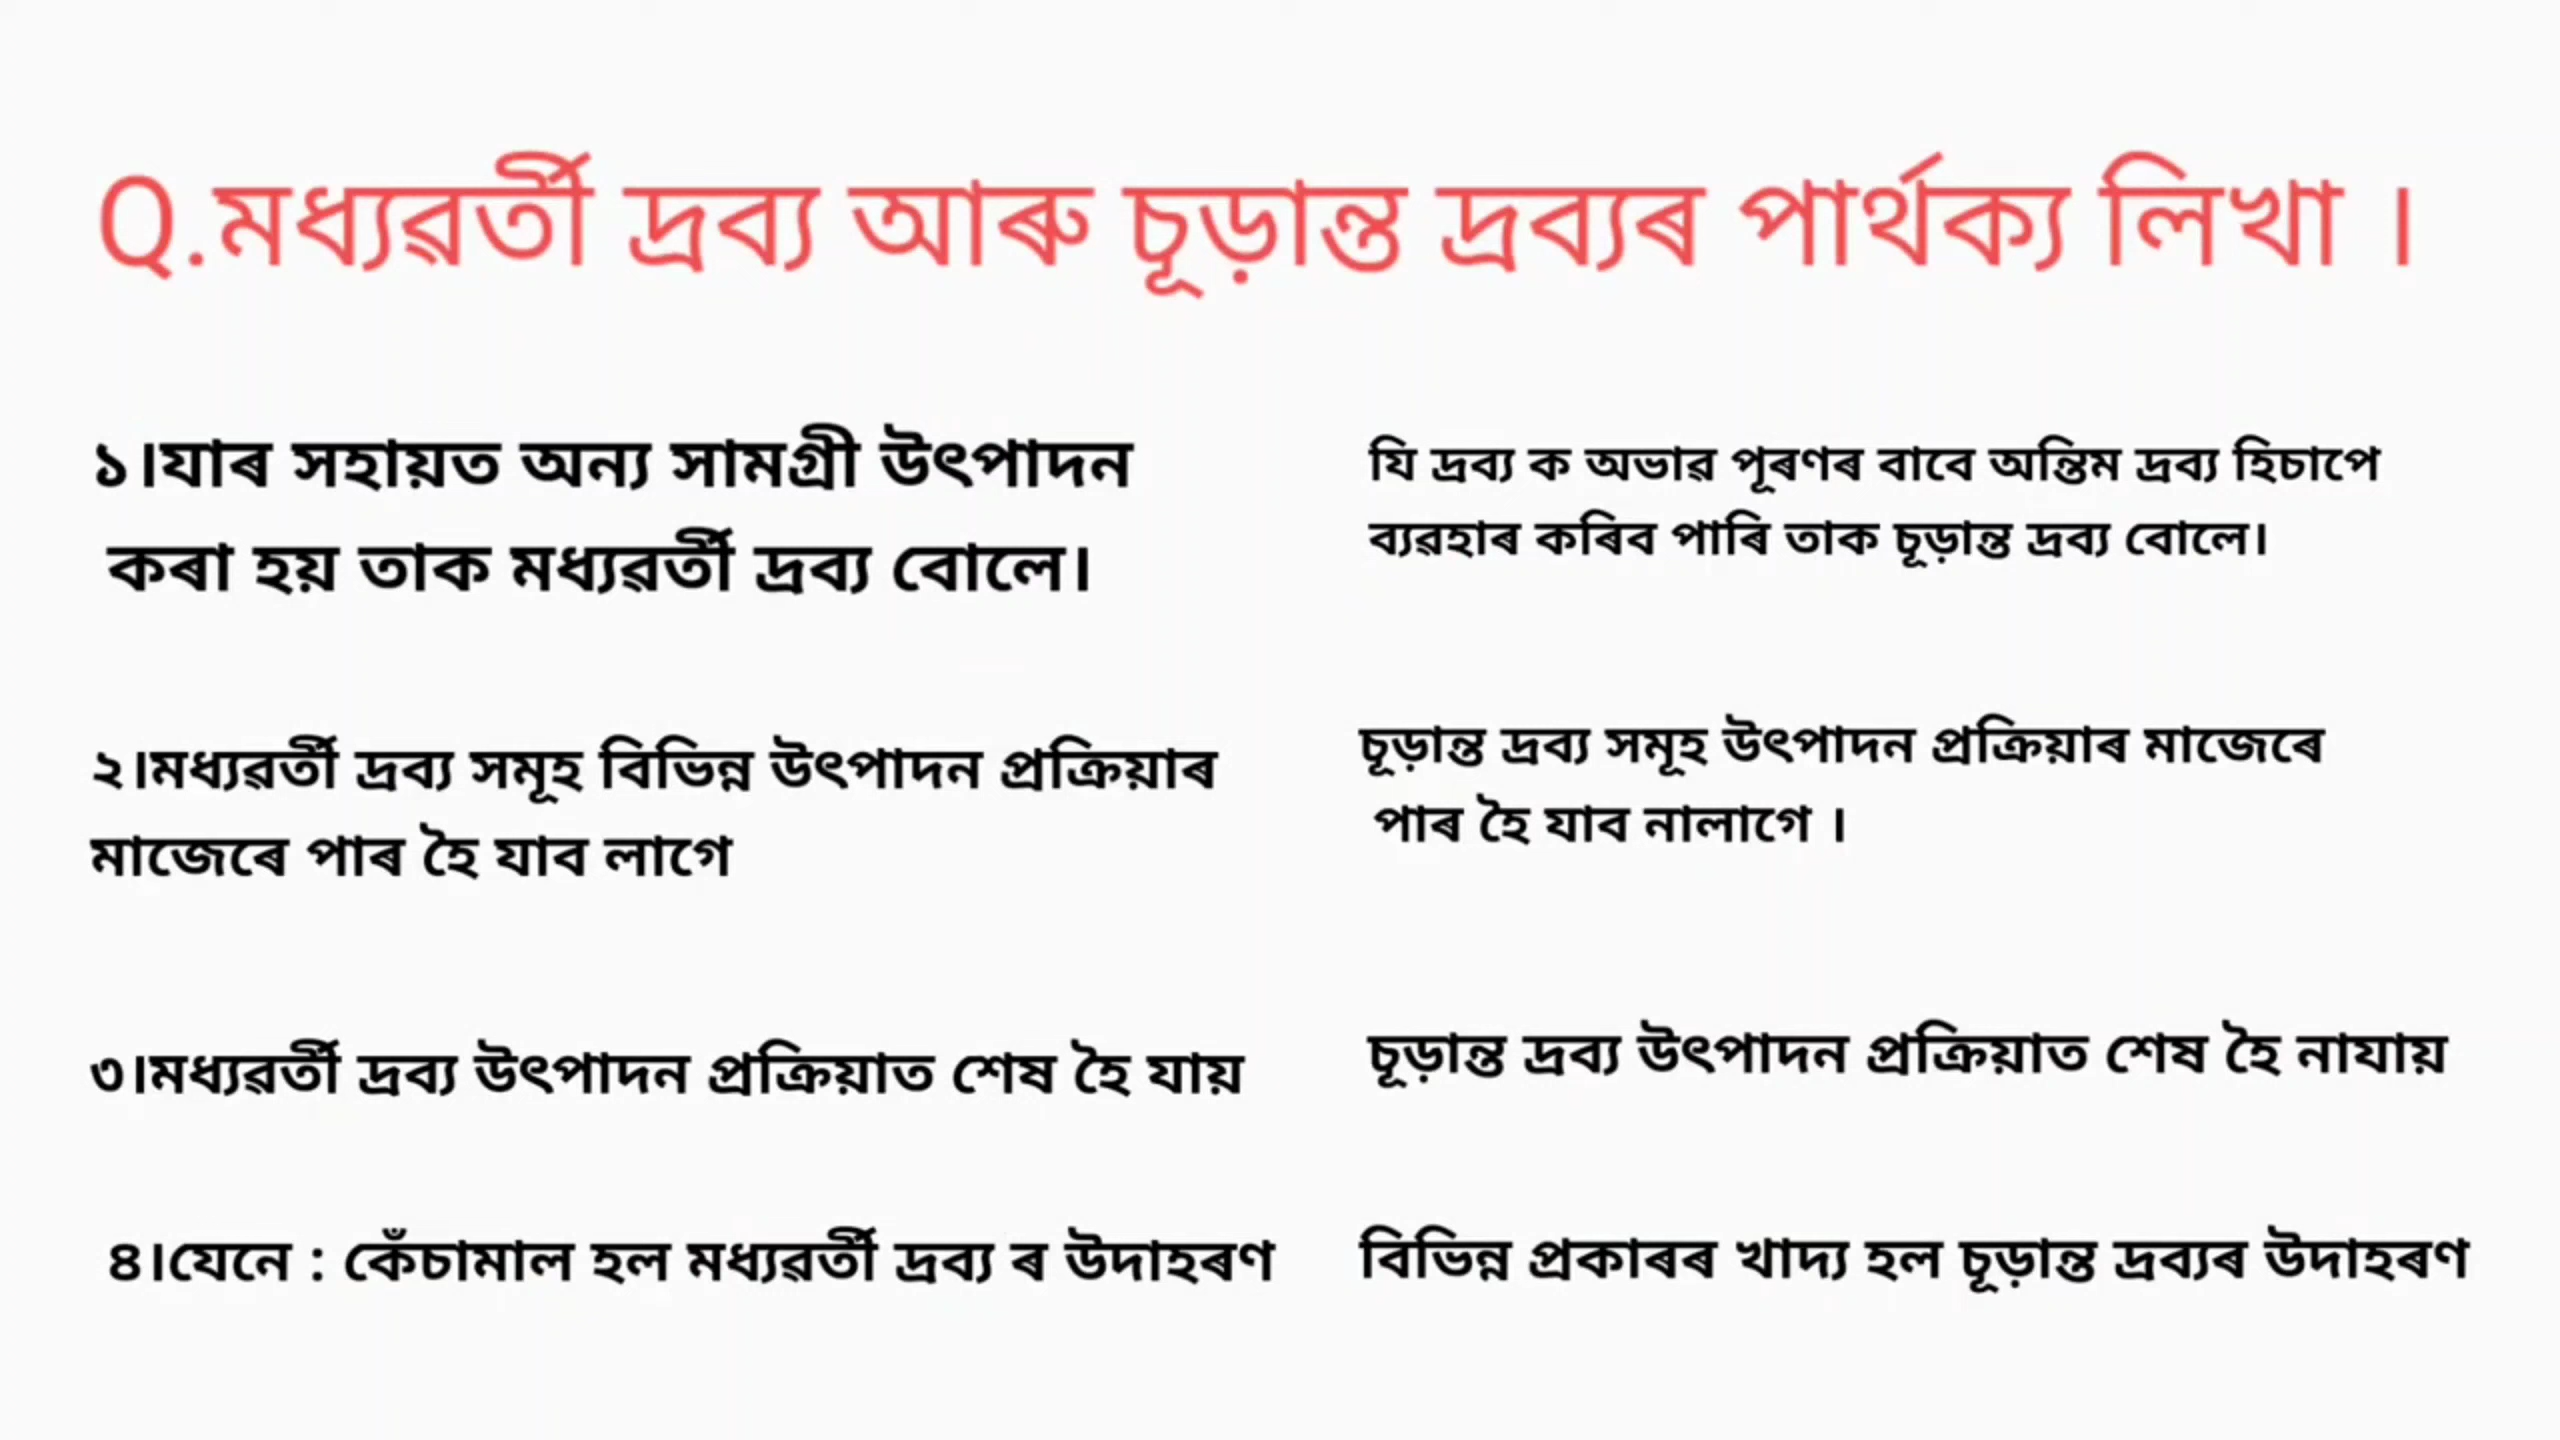 Q.মধ্যৱৰ্তী দ্ৰব্য আৰু চূড়ান্ত দ্ৰব্যৰ পাৰ্থক্য লিখা ।
১।যাৰ সহায়ত অন্য সামগ্ৰী উৎপাদন
কৰা হয় তাক মধ্যৱৰ্তী দ্ৰব্য বোলে।
যি দ্ৰব্য ক অভাৱ পূৰণৰ বাবে অন্তিম দ্ৰব্য হিচাপে
ব্যৱহাৰ কৰিব পাৰি তাক চূড়ান্ত দ্ৰব্য বোলে।
২।মধ্যৱৰ্তী দ্ৰব্য সমূহ বিভিন্ন উৎপাদন প্ৰক্ৰিয়াৰ
মাজেৰে পাৰ হৈ যাব লাগে
চূড়ান্ত দ্ৰব্য সমূহ উৎপাদন প্ৰক্ৰিয়াৰ মাজেৰে
পাৰ হৈ যাব নালাগে ।
৩।মধ্যৱৰ্তী দ্ৰব্য উৎপাদন প্ৰক্ৰিয়াত শেষ হৈ যায়
চূড়ান্ত দ্ৰব্য উৎপাদন প্ৰক্ৰিয়াত শেষ হৈ নাযায়
৪।যেনে : কেঁচামাল হল মধ্যৱৰ্তী দ্ৰব্য ৰ উদাহৰণ
বিভিন্ন প্ৰকাৰৰ খাদ্য হল চূড়ান্ত দ্ৰব্যৰ উদাহৰণ